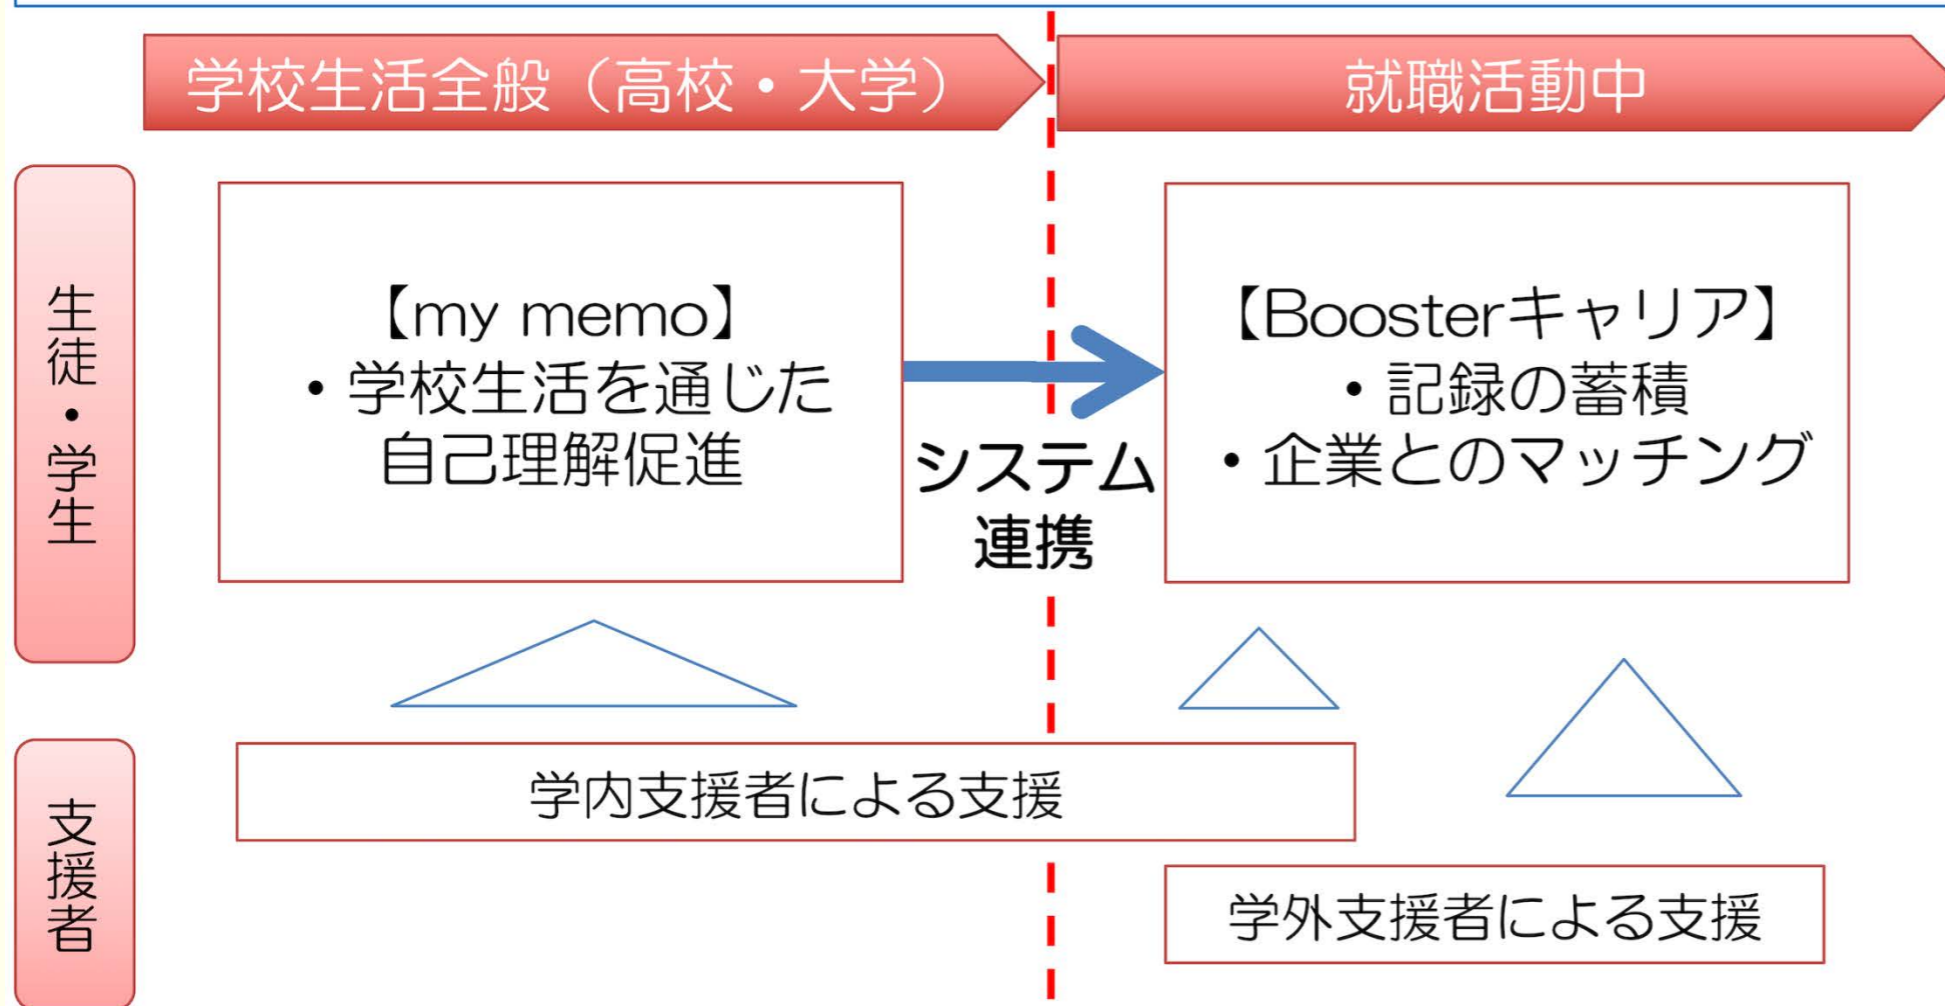 学校生活全般（高校・大学）
就職活動中
生徒・学生
【my memo】
・学校生活を通じた
自己理解促進
システム
連携
【Boosterキャリア】
・記録の蓄積
・企業とのマッチング
支援者
学内支援者による支援
学外支援者による支援